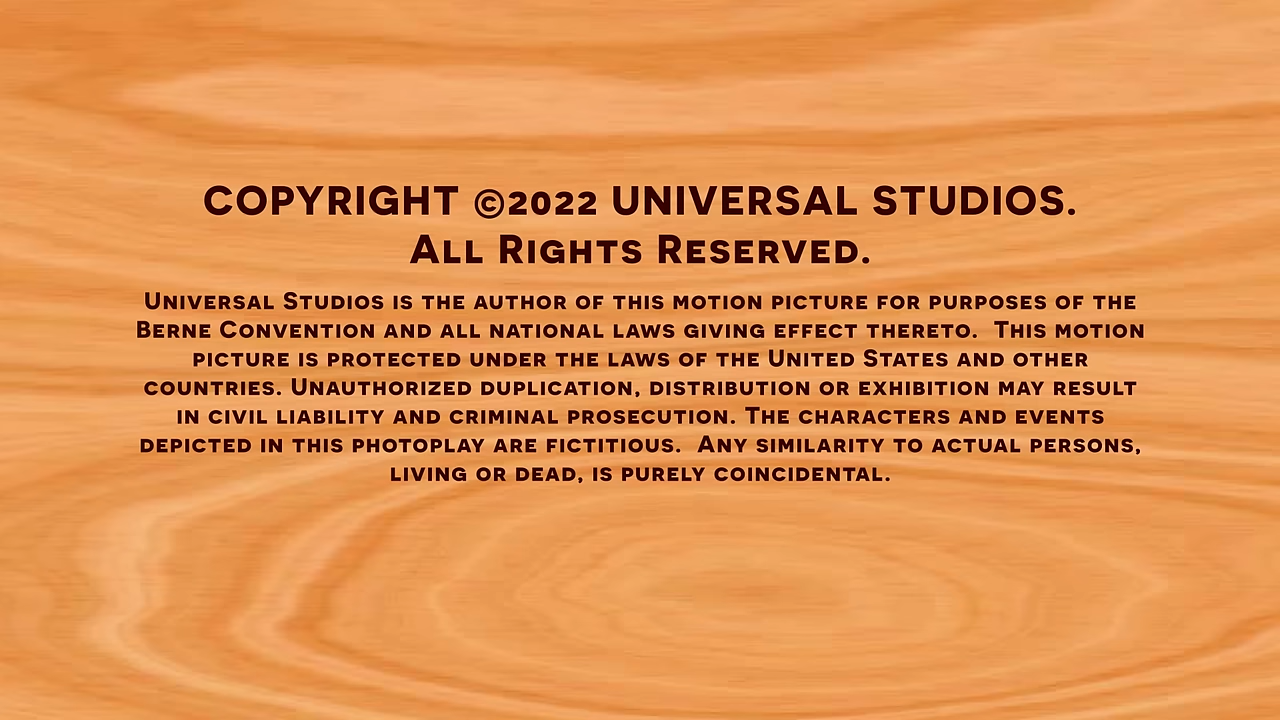 COPYRIGHT ©2022 UNIVERSAL STUDIOS.
ALL RIGHTS RESERVED.
UNIVERSAL STUDIOS IS THE AUTHOR OF THIS MOTION PICTURE FOR PURPOSES OF THE
BERNE CONVENTION AND ALL NATIONAL LAWS GIVING EFFECT THERETO.  THIS MOTION
PICTURE IS PROTECTED UNDER THE LAWS OF THE UNITED STATES AND OTHER
COUNTRIES. UNAUTHORIZED DUPLICATION, DISTRIBUTION OR EXHIBITION MAY RESULT
IN CIVIL LIABILITY AND CRIMINAL PROSECUTION. THE CHARACTERS AND EVENTS
DEPICTED IN THIS PHOTOPLAY ARE FICTITIOUS.  ANY SIMILARITY TO ACTUAL PERSONS,
LIVING OR DEAD, IS PURELY COINCIDENTAL.